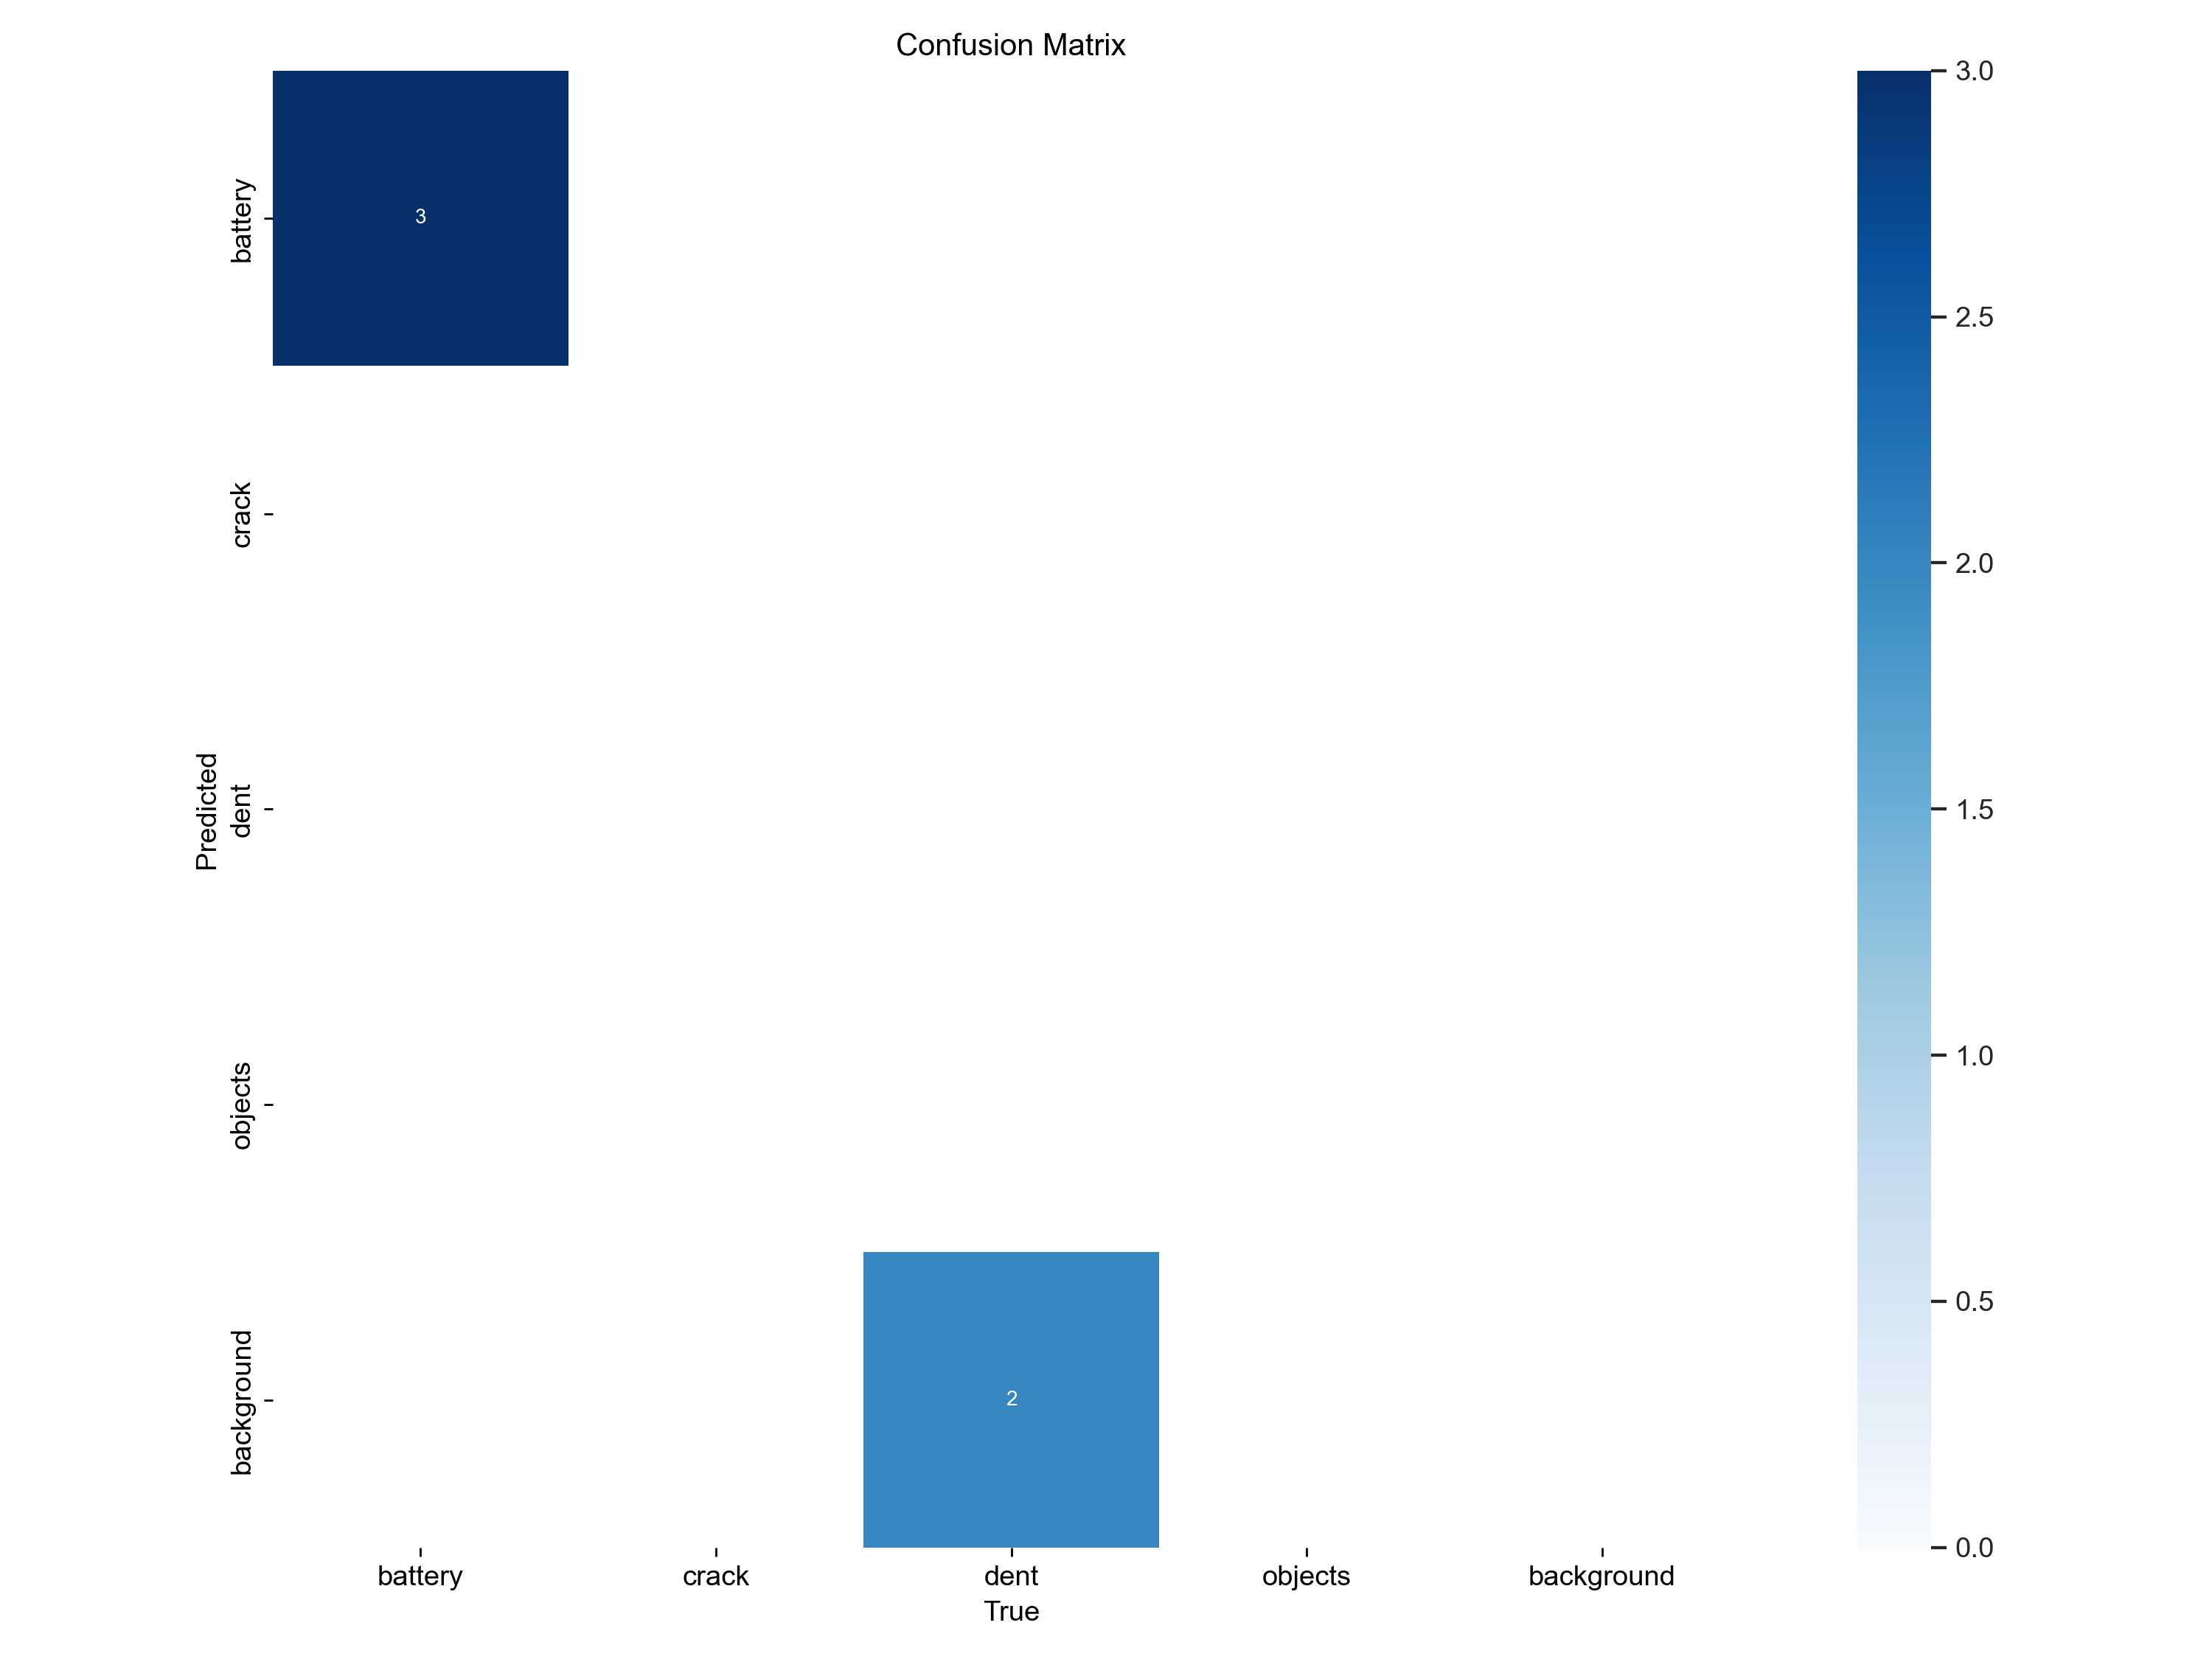 Confusion Matrix
3
2
battery
crack
dent
objects
background
Predicted
battery
crack
dent
objects
background
True
3.0
2.5
2.0
1.5
1.0
0.5
0.0